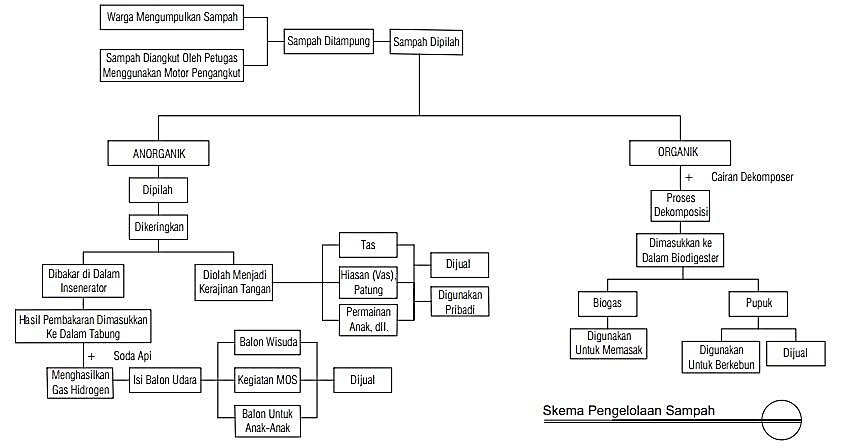 Warga Mengumpulkan Sampah
Sampah Diangkut Oleh Petugas
Menggunakan Motor Pengangkut
Sampah Ditampung
Sampah Dipilah
ANORGANIK
Dipilah
Dikeringkan
Dibakar di Dalam
Insenerator
Hasil Pembakaran Dimasukkan
Ke Dalam Tabung
+ Soda Api
Menghasilkan
Gas Hidrogen
Isi Balon Udara
Balon Wisuda
Kegiatan MOS
Balon Untuk
Anak-Anak
Dijual
Diolah Menjadi
Kerajinan Tangan
Tas
Hiasan (Vas),
Patung
Permainan
Anak, dll.
Dijual
Digunakan
Pribadi
ORGANIK
+ Cairan Dekomposer
Proses
Dekomposisi
Dimasukkan ke
Dalam Biodigester
Biogas
Digunakan
Untuk Memasak
Pupuk
Digunakan
Untuk Berkebun
Dijual
Skema Pengelolaan Sampah